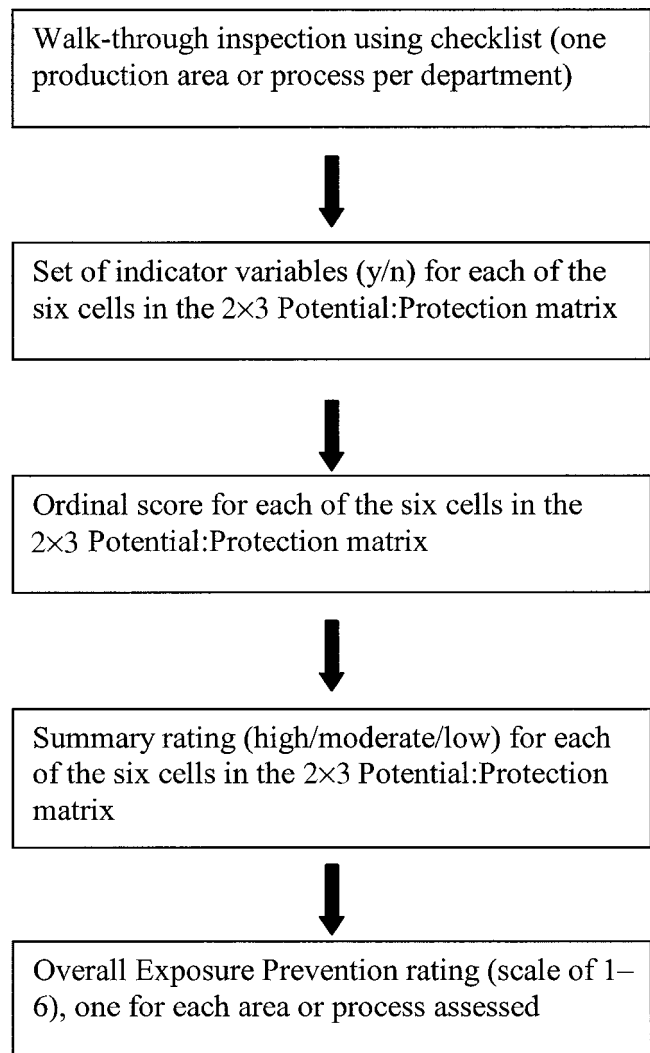 Walk-through inspection using checklist (one
production area or process per department)
Set of indicator variables (y/n) for each of the
six cells in the 2×3 Potential:Protection matrix
Ordinal score for each of the six cells in the
2×3 Potential:Protection matrix
Summary rating (high/moderate/low) for each
of the six cells in the 2×3 Potential:Protection
matrix
Overall Exposure Prevention rating (scale of 1–
6), one for each area or process assessed